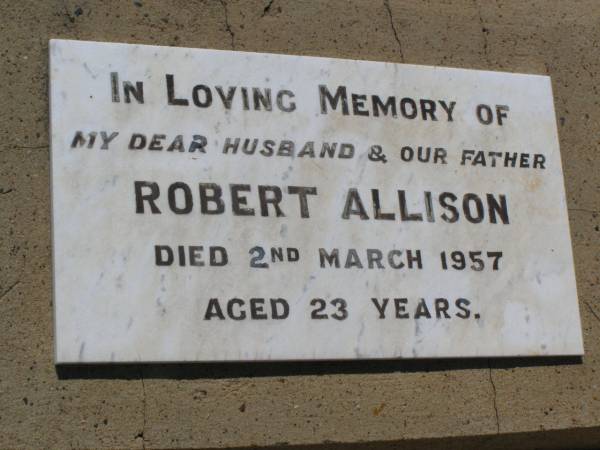 IN LOVING MEMORY OF
MY DEAR HUSBAND & OUR FATHER
ROBERT ALLISON
DIED 2ND MARCH 1957
AGED 23 YEARS.